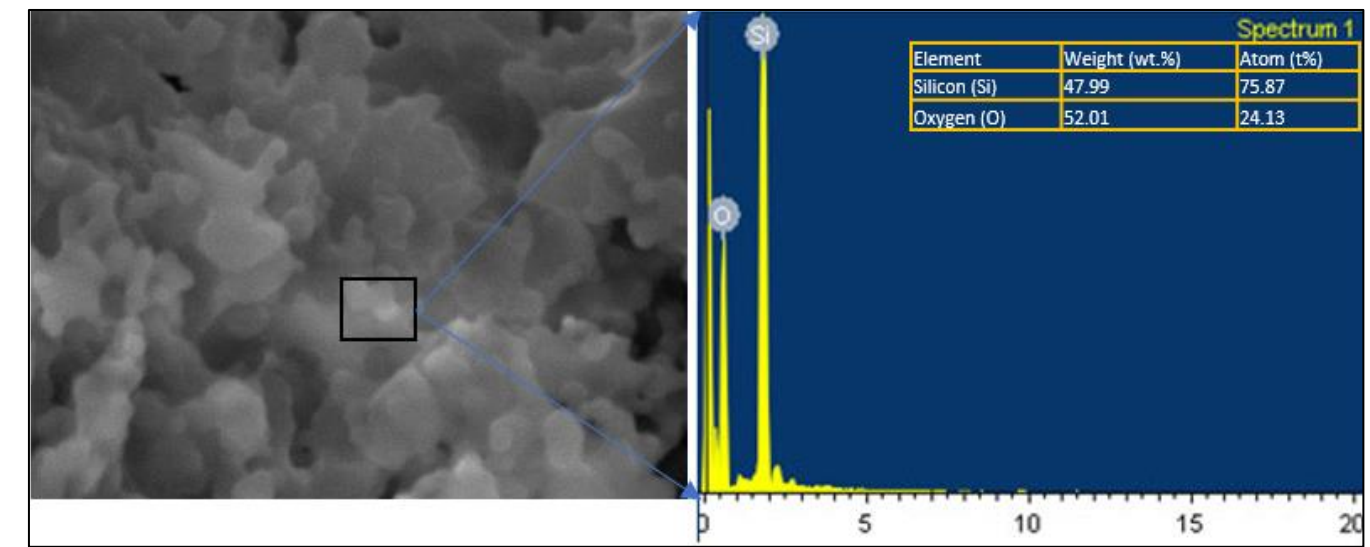 Si
Spectrum 1
Element Weight (wt.%) Atom (t%)
Silicon (Si) 47.99 75.87
Oxygen (O) 52.01 24.13
O
0 5 10 15 20